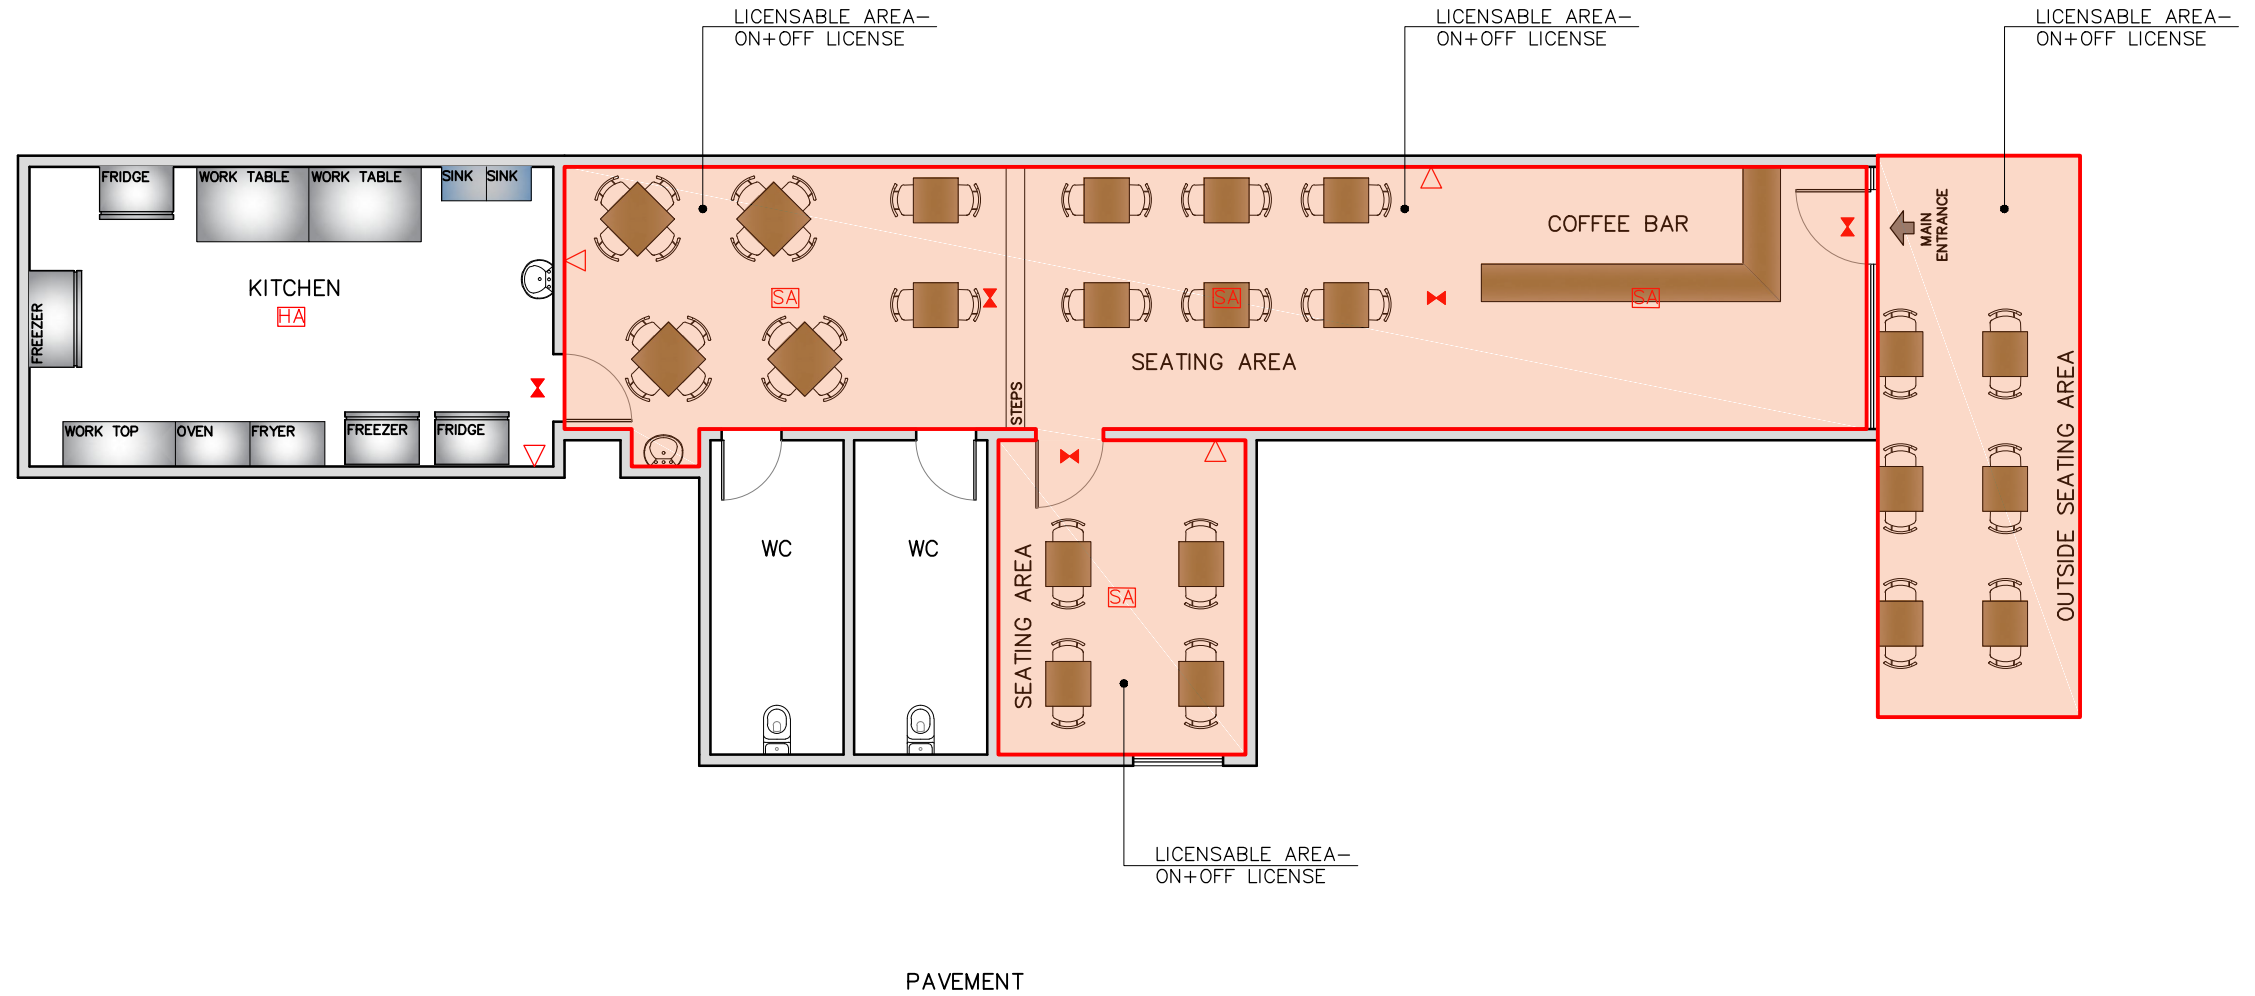 LICENSABLE AREA-
ON+OFF LICENSE
LICENSABLE AREA-
ON+OFF LICENSE
LICENSABLE AREA-
ON+OFF LICENSE
FRIDGE
WORK TABLE
WORK TABLE
SINK
SINK
KITCHEN
HA
FREEZER
WORK TOP
OVEN
FRYER
FREEZER
FRIDGE
SA
STEPS
SA
SEATING AREA
COFFEE BAR
SA
MAIN
ENTRANCE
OUTSIDE SEATING AREA
WC
WC
SEATING AREA
SA
LICENSABLE AREA-
ON+OFF LICENSE
PAVEMENT